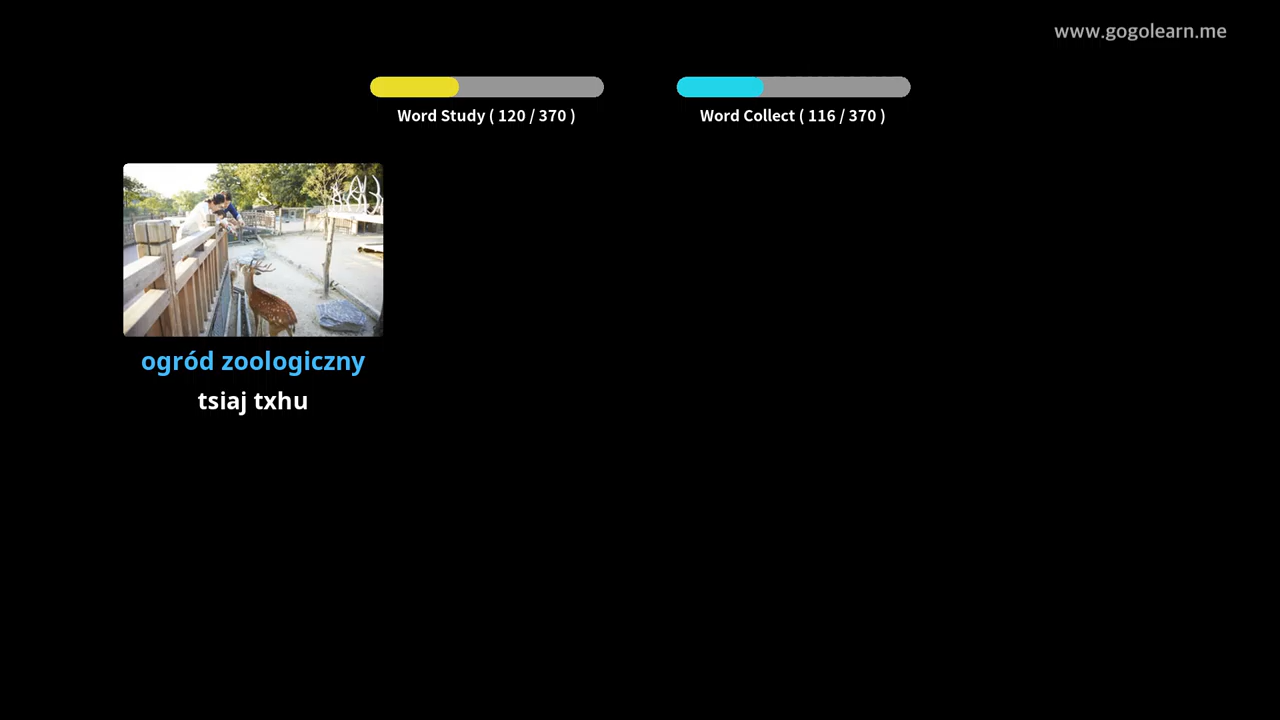 www.gogolearn.me
Word Study ( 120 / 370 )
Word Collect ( 116 / 370 )
ogród zoologiczny
tsiaj txhu